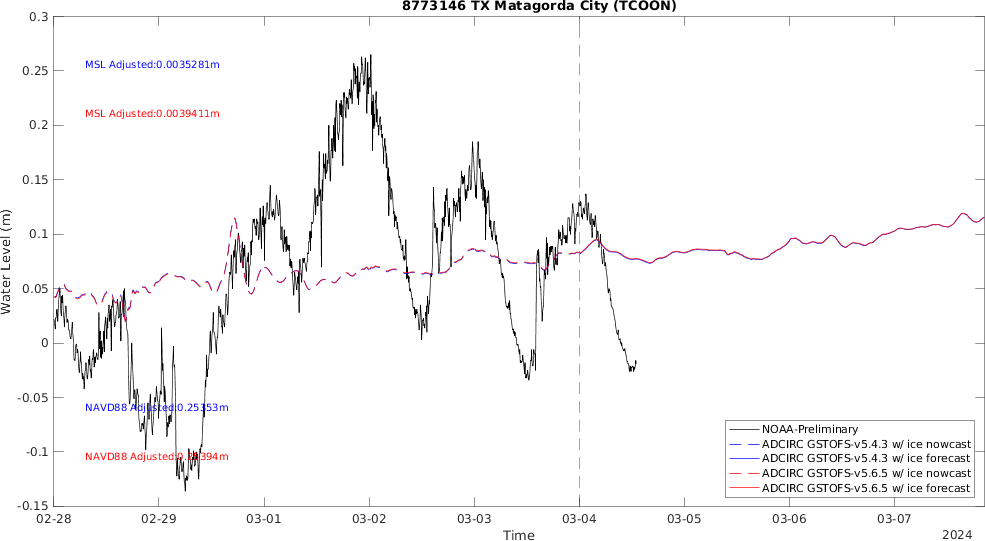 8773146 TX Matagorda City (TCOON)
Water Level (m)
0.3
0.25
0.2
0.15
0.1
0.05
0
-0.05
-0.1
-0.15
MSL Adjusted:0.0035281m
MSL Adjusted:0.0039411m
NAVD88 Adjusted:0.25353m
NAVD88 Adjusted:
NOAA-Preliminary
ADCIRC GSTOFS-v5.4.3 w/ ice nowcast
ADCIRC GSTOFS-v5.4.3 w/ ice forecast
ADCIRC GSTOFS-v5.6.5 w/ ice nowcast
ADCIRC GSTOFS-v5.6.5 w/ ice forecast
02-28 02-29 03-01 03-02 03-03 03-04 03-05 03-06 03-07
Time
2024